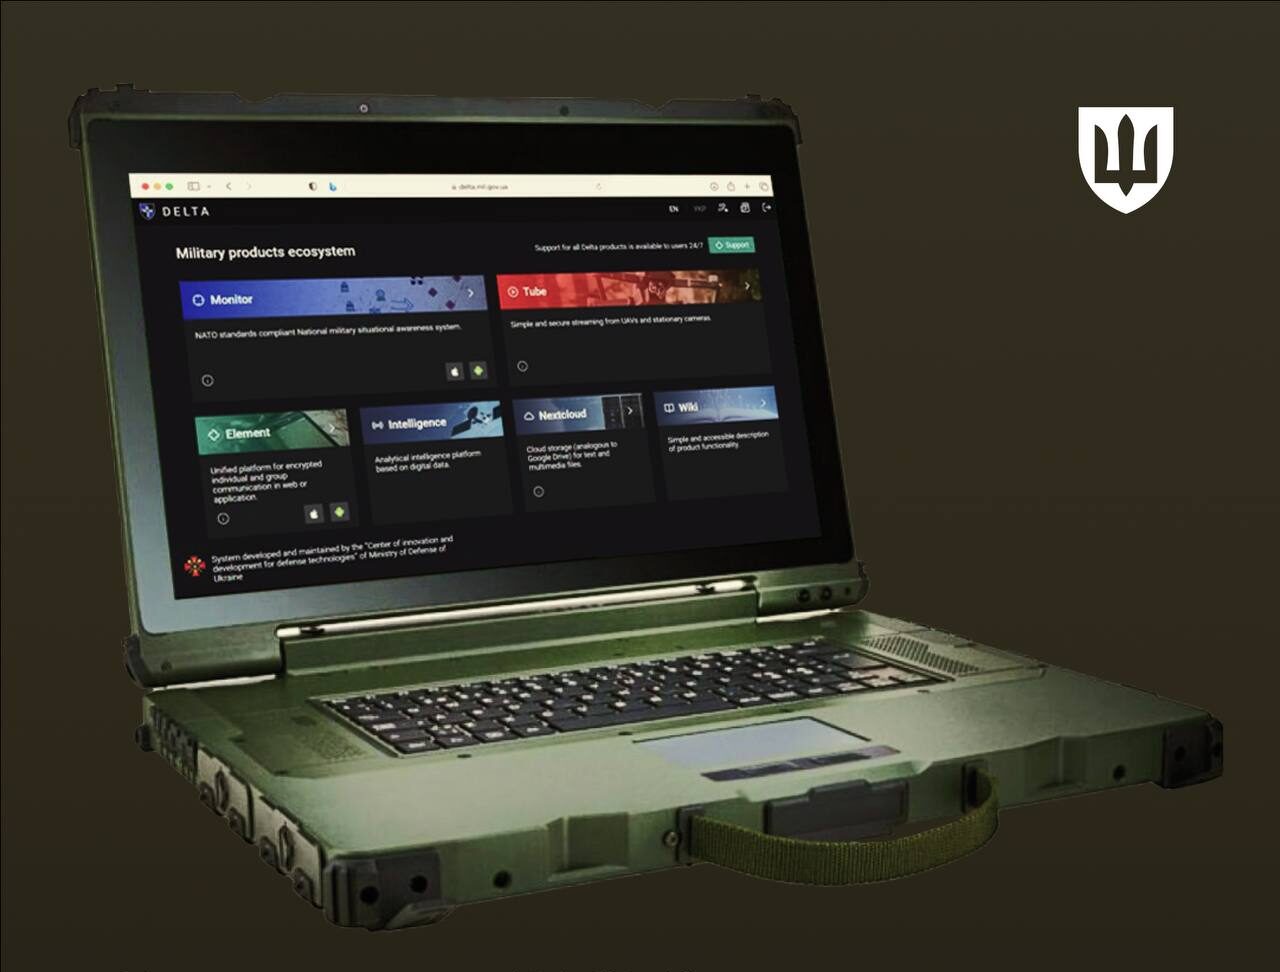 delta.mil.gov.ua
DELTA
EN УКР
Military products ecosystem
Support for all Delta products is available to users 24/7
Support
Monitor
NATO standards compliant National military situational awareness system.
Tube
Simple and secure streaming from UAVs and stationary cameras.
Element
Unified platform for encrypted
individual and group
communication in web or
application.
Intelligence
Analytical intelligence platform
based on digital data.
Nextcloud
Cloud storage (analogous to
Google Drive) for text and
multimedia files.
Wiki
Simple and accessible description
of product functionality.
System developed and maintained by the "Center of innovation and
development for defense technologies" of Ministry of Defense of
Ukraine